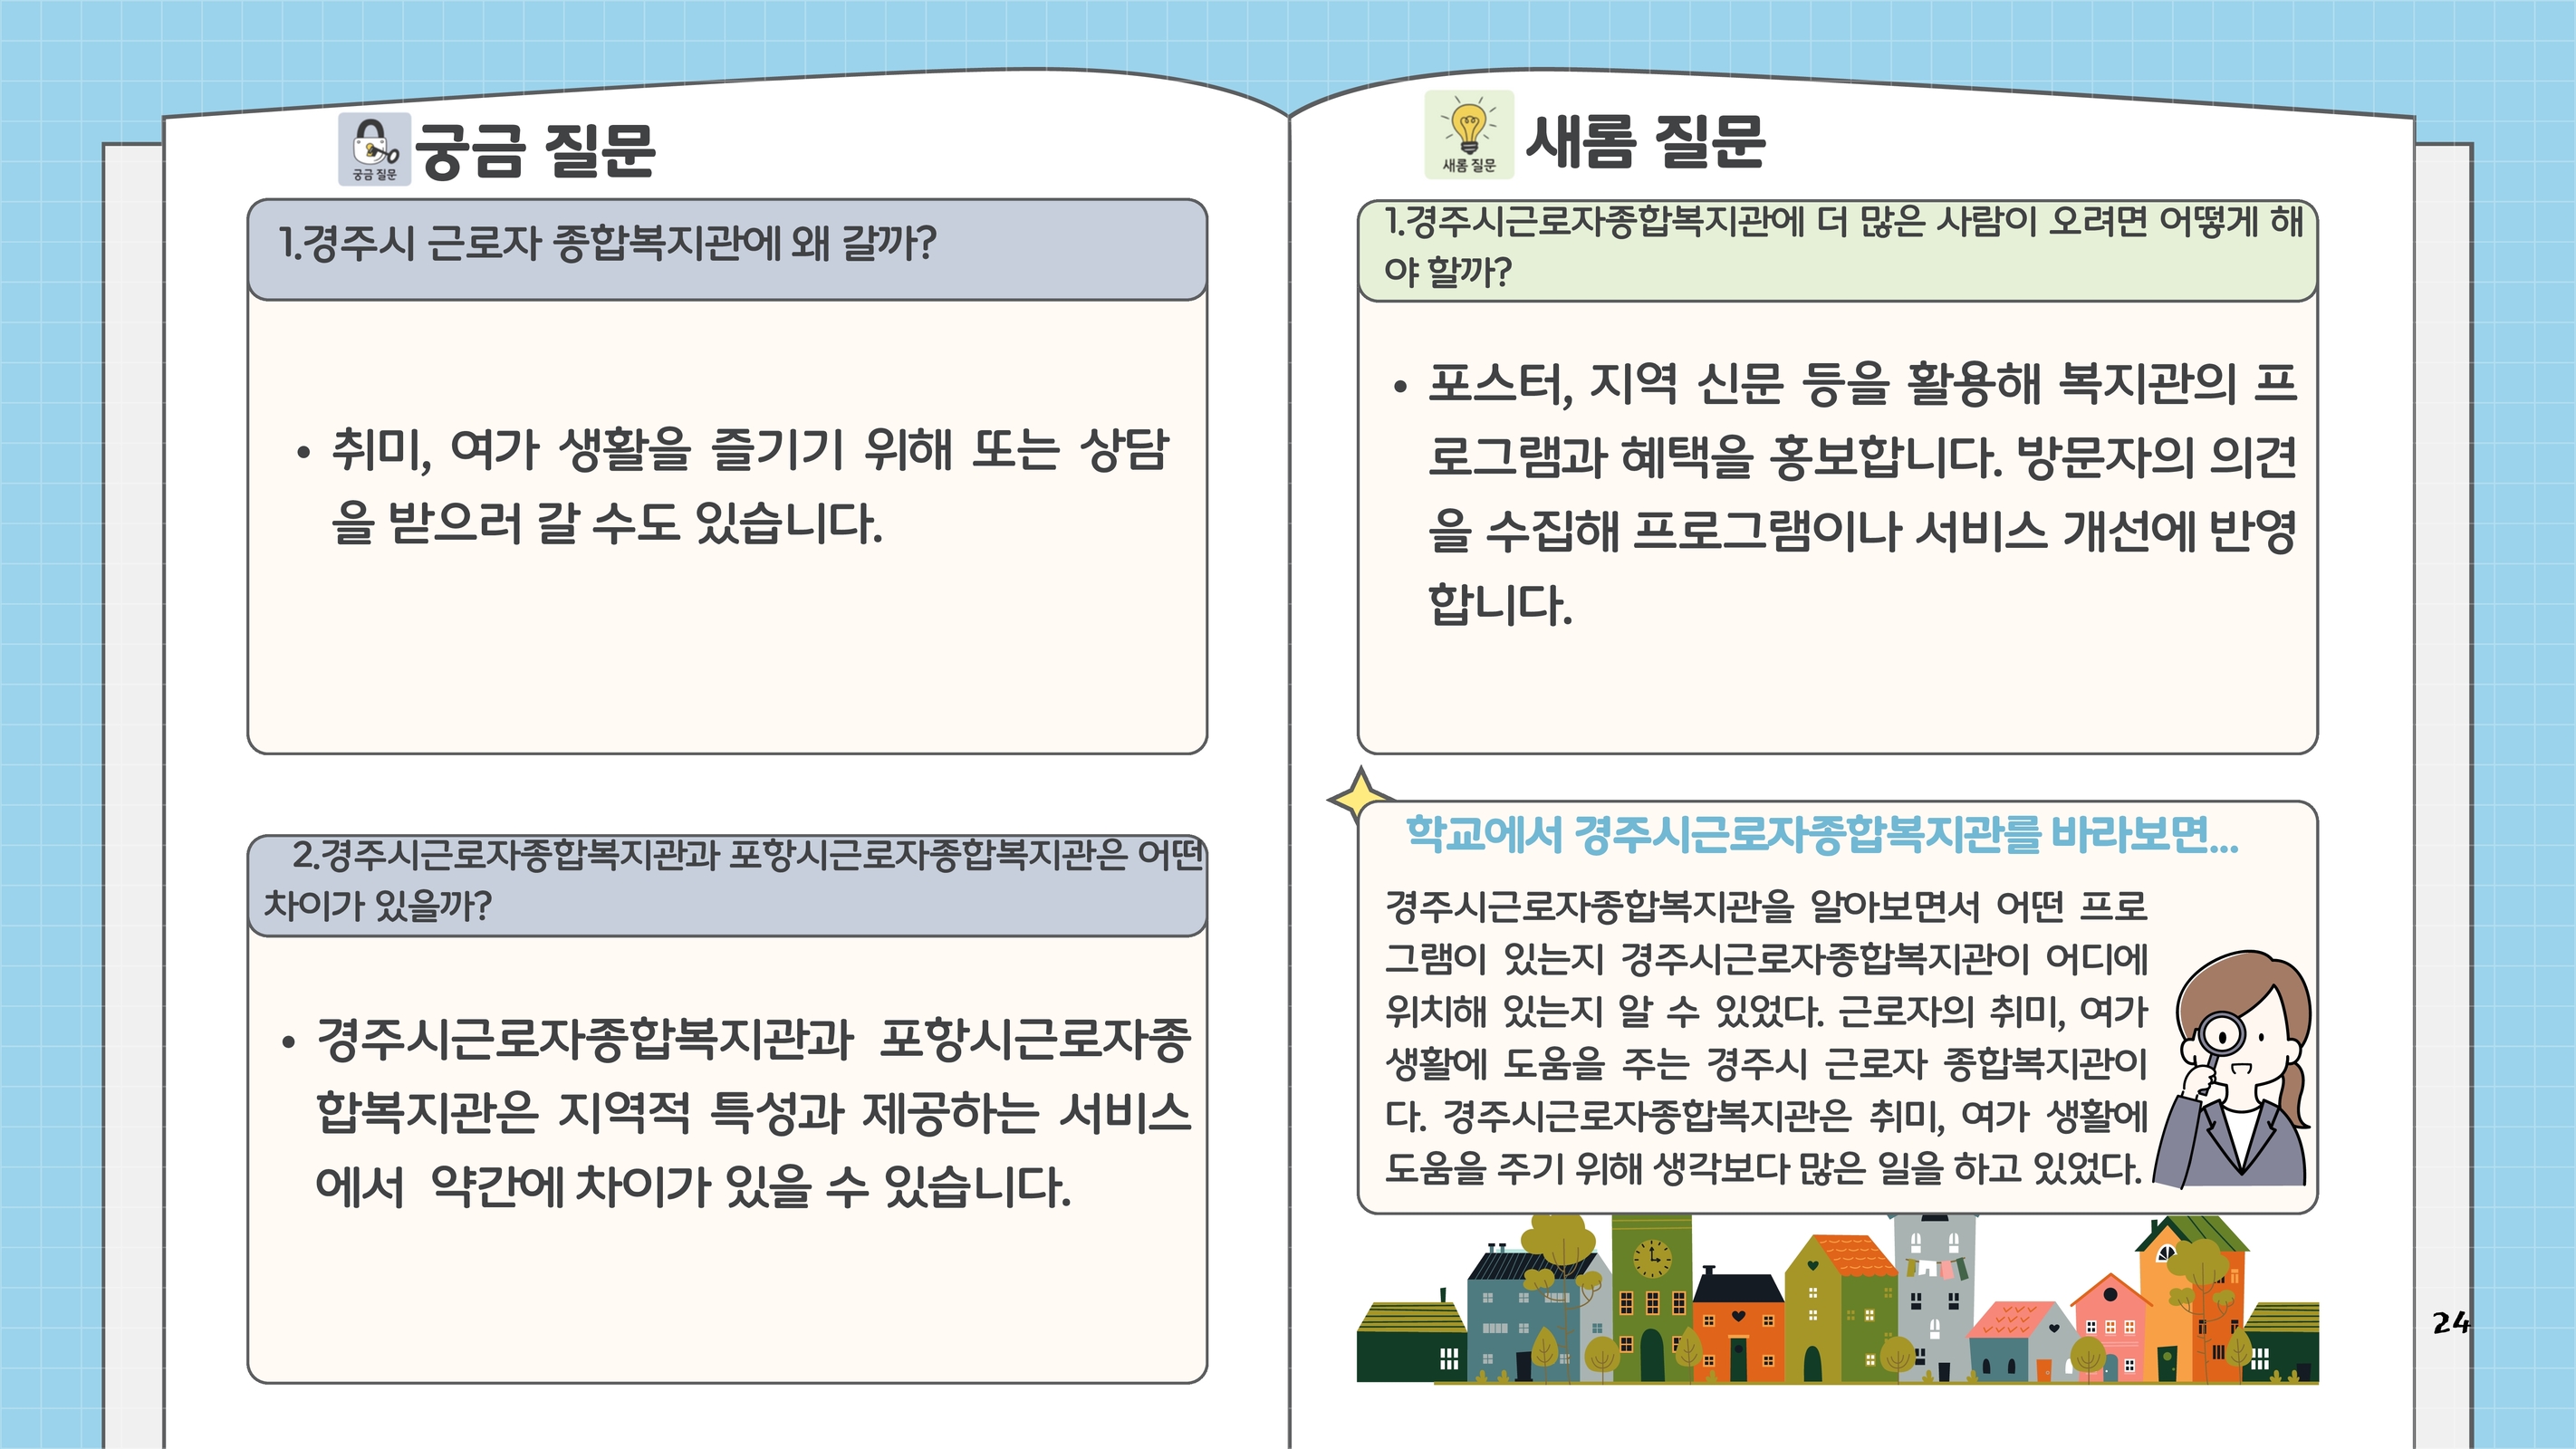 궁금 질문
궁금 질문
1.경주시 근로자 종합복지관에 왜 갈까?
• 취미, 여가 생활을 즐기기 위해 또는 상담
을 받으러 갈 수도 있습니다.
2.경주시근로자종합복지관과 포항시근로자종합복지관은 어떤
차이가 있을까?
• 경주시근로자종합복지관과 포항시근로자종
합복지관은 지역적 특성과 제공하는 서비스
에서 약간에 차이가 있을 수 있습니다.
새롬 질문
새롬 질문
1.경주시근로자종합복지관에 더 많은 사람이 오려면 어떻게 해
야 할까?
• 포스터, 지역 신문 등을 활용해 복지관의 프
로그램과 혜택을 홍보합니다. 방문자의 의견
을 수집해 프로그램이나 서비스 개선에 반영
합니다.
학교에서 경주시근로자종합복지관를 바라보면...
경주시근로자종합복지관을 알아보면서 어떤 프로
그램이 있는지 경주시근로자종합복지관이 어디에
위치해 있는지 알 수 있었다. 근로자의 취미, 여가
생활에 도움을 주는 경주시 근로자 종합복지관이
다. 경주시근로자종합복지관은 취미, 여가 생활에
도움을 주기 위해 생각보다 많은 일을 하고 있었다.
24